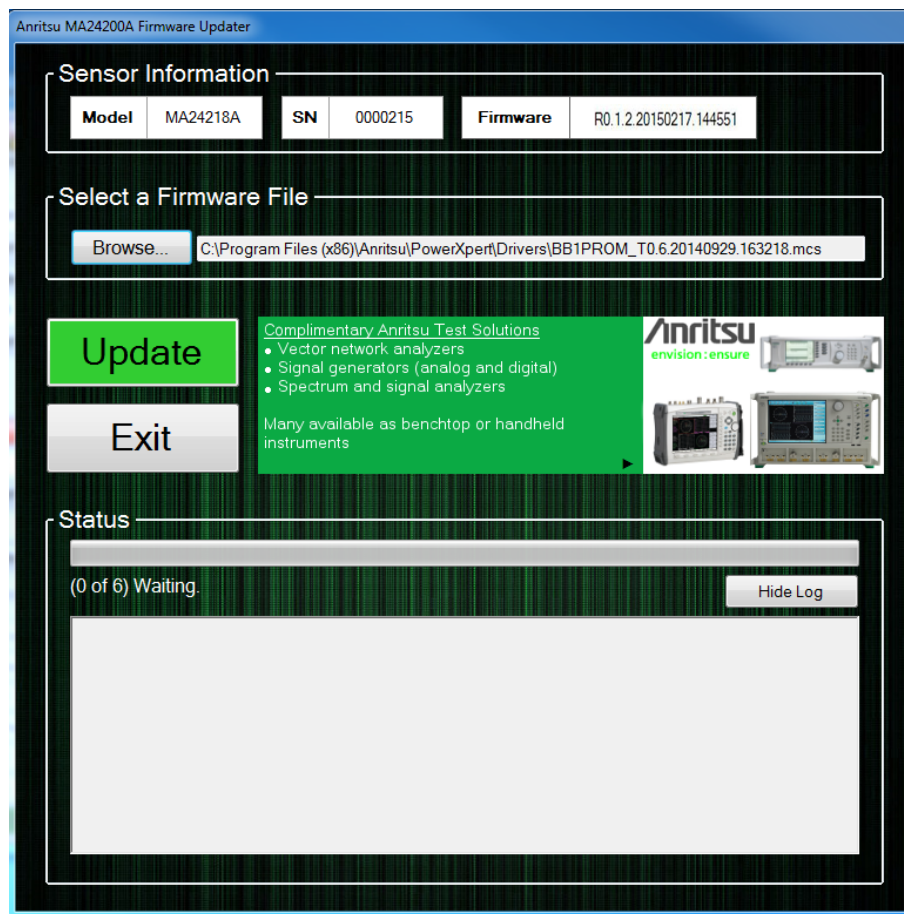 Anritsu MA24200A Firmware Updater
Sensor Information
Model MA24218A SN 0000215 Firmware R0.1.2.20150217.144551
Select a Firmware File
Browse... C:\Program Files (x86)\Anritsu\PowerXpert\Drivers\BB1PROM_T0.6.20140929.163218.mcs
Update
Exit
Complimentary Anritsu Test Solutions
• Vector network analyzers
• Signal generators (analog and digital)
• Spectrum and signal analyzers
Many available as benchtop or handheld
instruments
Anritsu
envision:ensure
Status
(0 of 6) Waiting.
Hide Log